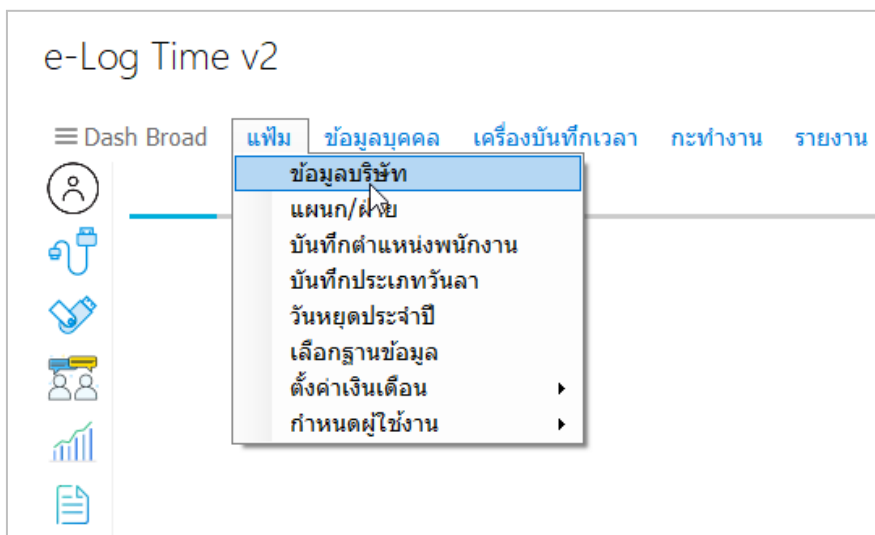 e-Log Time v2
Dash Broad แฟ้ม ข้อมูลบุคคล เครื่องบันทึกเวลา กะทำงาน รายงาน
ข้อมูลบริษัท
แผนก/ฝ่าย
บันทึกตำแหน่งพนักงาน
บันทึกประเภทวันลา
วันหยุดประจำปี
เลือกฐานข้อมูล
ตั้งค่าเงินเดือน
กำหนดผู้ใช้งาน